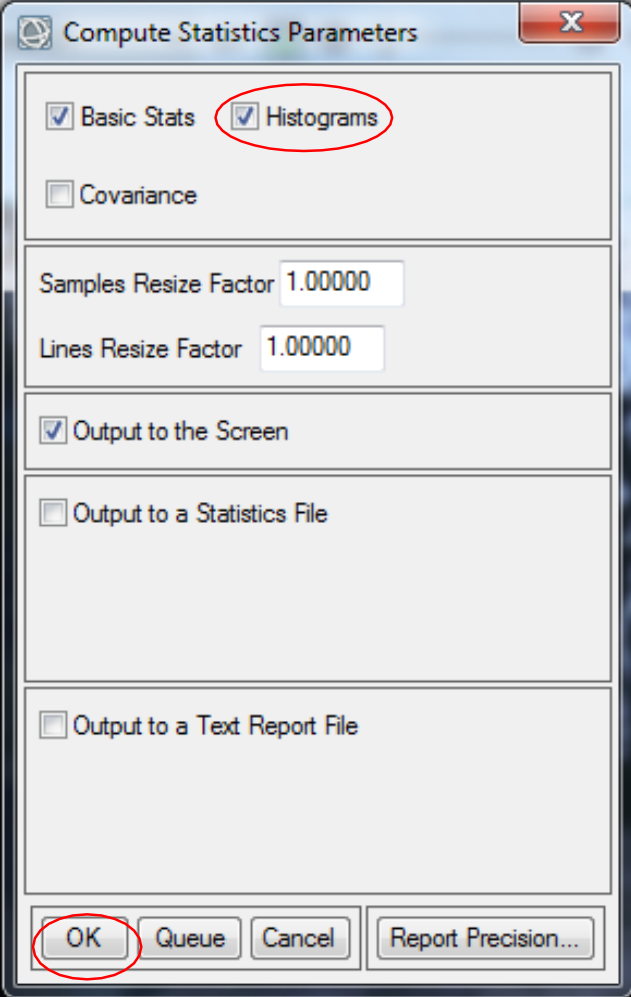 Compute Statistics Parameters
Basic Stats Histograms
Covariance
Samples Resize Factor 1.00000
Lines Resize Factor 1.00000
Output to the Screen
Output to a Statistics File
Output to a Text Report File
OK Queue Cancel Report Precision...